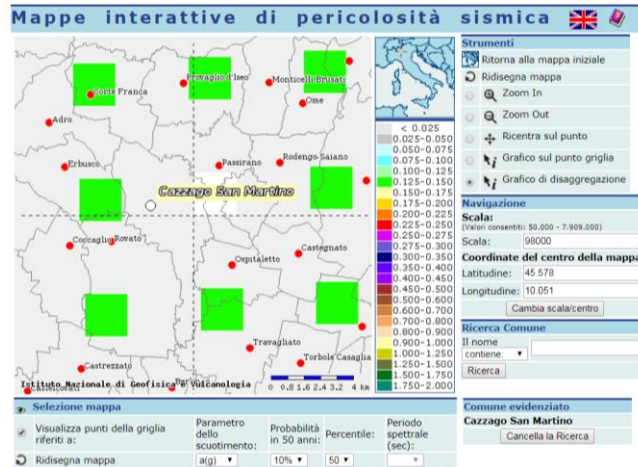 Mappe interattive di pericolosità sismica
Corte Franca
Provaglio d'Iseo
Monticelli Brusati
Ome
Adro
Erbusco
Passirano
Rodengo Saiano
Cazzago San Martino
Coccaglio
Rovato
Castegnato
Ospitaletto
Travagliato
Castrezzato
Torbole Casaglia
Istituto Nazionale di Geofisica e Vulcanologia
0 0.8 1.6 2.4 3.2 4 km
< 0.025
0.025-0.050
0.050-0.075
0.075-0.100
0.100-0.125
0.125-0.150
0.150-0.175
0.175-0.200
0.200-0.225
0.225-0.250
0.250-0.275
0.275-0.300
0.300-0.350
0.350-0.400
0.400-0.450
0.450-0.500
0.500-0.600
0.600-0.700
0.700-0.800
0.800-0.900
0.900-1.000
1.000-1.250
1.250-1.500
1.500-1.750
1.750-2.000
Strumenti
Ritorna alla mappa iniziale
Ridisegna mappa
Zoom In
Zoom Out
Ricentra sul punto
Grafico sul punto griglia
Grafico di disaggregazione
Navigazione
Scala:
(Valori consentiti: 50.000 - 7.909.000)
Scala: 98000
Coordinate del centro della mappa
Latitudine: 45.578
Longitudine: 10.051
Cambia scala/centro
Ricerca Comune
Il nome
contiene:
Ricerca
Comune evidenziato
Cazzago San Martino
Cancella la Ricerca
Selezione mappa
Visualizza punti della griglia riferiti a:
Parametro dello scuotimento:
Probabilità in 50 anni:
Percentile:
Periodo spettrale (sec):
Ridisegna mappa
a(g)
10%
50